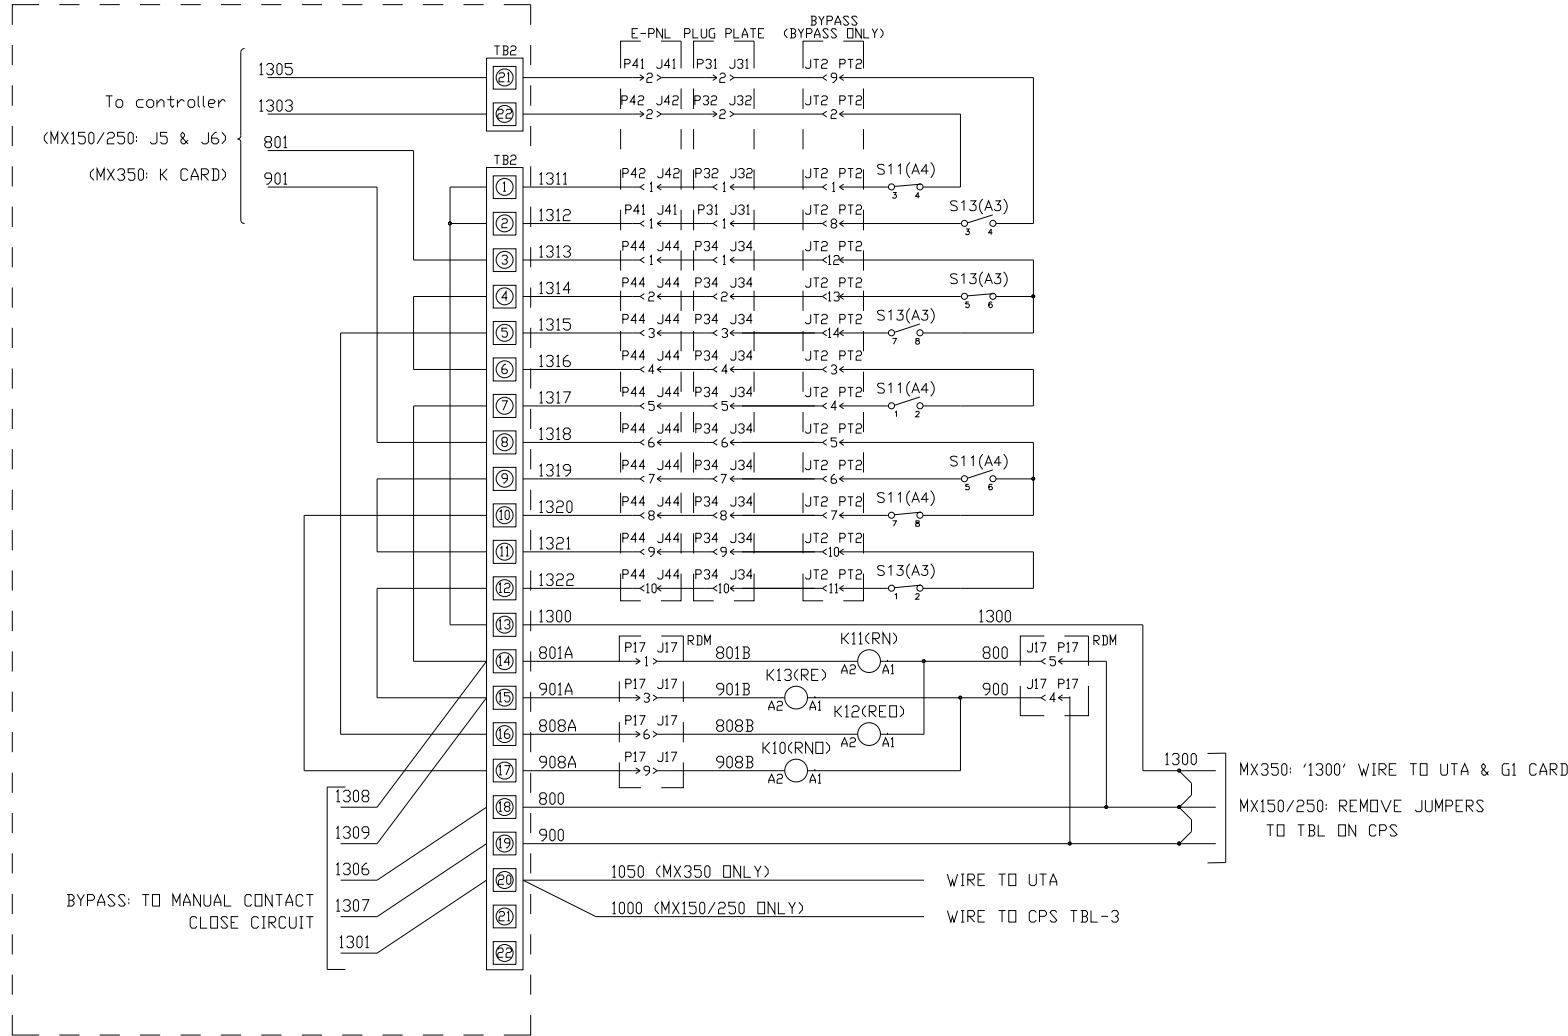 BYPASS
E-PNL PLUG PLATE (BYPASS ONLY)
TB2
1305 21 P41 J41 2 P31 J31 2 JT2 PT2 9
To controller
1303 22 P42 J42 2 P32 J32 2 JT2 PT2 2
(MX150/250: J5 & J6) 801
TB2
(MX350: K CARD) 901
1 1311 P42 J42 1 P32 J32 1 JT2 PT2 1 S11(A4) 3 4
2 1312 P41 J41 1 P31 J31 1 JT2 PT2 8 S13(A3) 3 4
3 1313 P44 J44 1 P34 J34 1 JT2 PT2 12
4 1314 P44 J44 2 P34 J34 2 JT2 PT2 13 S13(A3) 5 6
5 1315 P44 J44 3 P34 J34 3 JT2 PT2 14 S13(A3) 7 8
6 1316 P44 J44 4 P34 J34 4 JT2 PT2 3
7 1317 P44 J44 5 P34 J34 5 JT2 PT2 4 S11(A4) 1 2
8 1318 P44 J44 6 P34 J34 6 JT2 PT2 5
9 1319 P44 J44 7 P34 J34 7 JT2 PT2 6 S11(A4) 5 6
10 1320 P44 J44 8 P34 J34 8 JT2 PT2 7 S11(A4) 7 8
11 1321 P44 J44 9 P34 J34 9 JT2 PT2 10
12 1322 P44 J44 10 P34 J34 10 JT2 PT2 11 S13(A3) 1 2
13 1300 1300
14 801A P17 J17 RDM 1 801B K11(RN) A2 A1 800 J17 P17 RDM 5
15 901A P17 J17 3 901B K13(RE) A2 A1 900 J17 P17 4
16 808A P17 J17 6 808B K12(REO) A2 A1
17 908A P17 J17 9 908B K10(RNO) A2 A1
1300 MX350: '1300' WIRE TO UTA & G1 CARD
1308 18 800 MX150/250: REMOVE JUMPERS
TO TBL ON CPS
1309 19 900
1306 20 1050 (MX350 ONLY) WIRE TO UTA
BYPASS: TO MANUAL CONTACT
CLOSE CIRCUIT
1307 21 1000 (MX150/250 ONLY) WIRE TO CPS TBL-3
1301 22